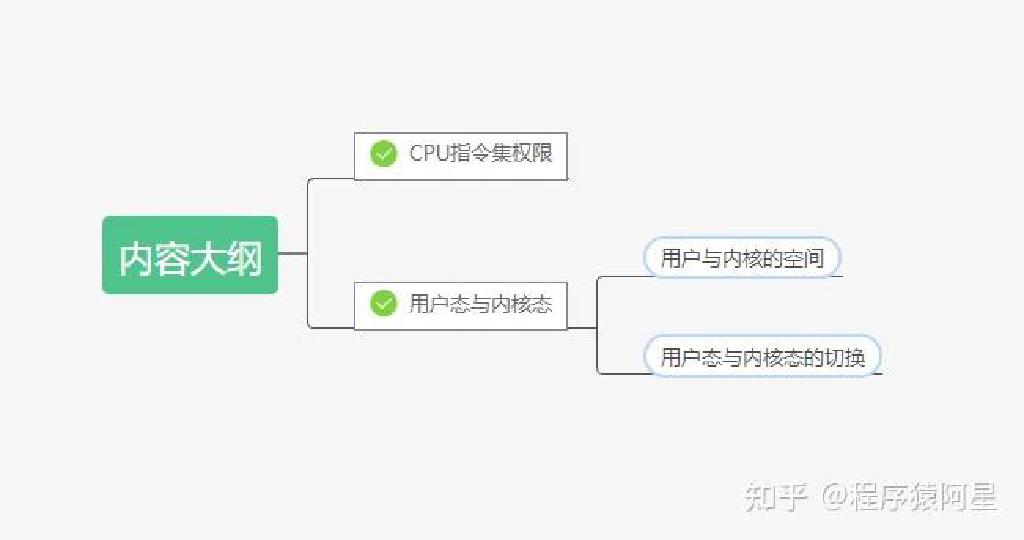 内容大纲
CPU指令集权限
用户态与内核态
用户与内核的空间
用户态与内核态的切换
知乎 @程序猿阿星